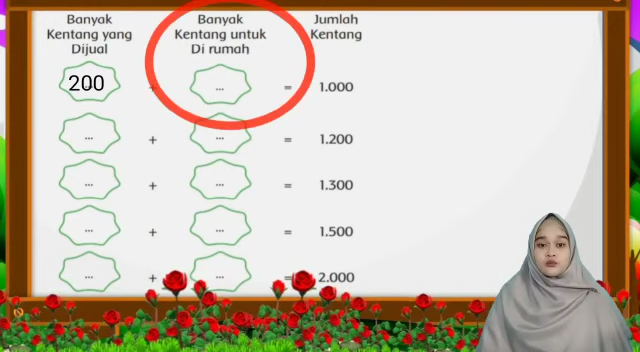 Banyak Kentang yang Dijual
Banyak Kentang untuk Di rumah
Jumlah Kentang
200 + ... = 1.000
... + ... = 1.200
... + ... = 1.300
... + ... = 1.500
... + ... = 2.000